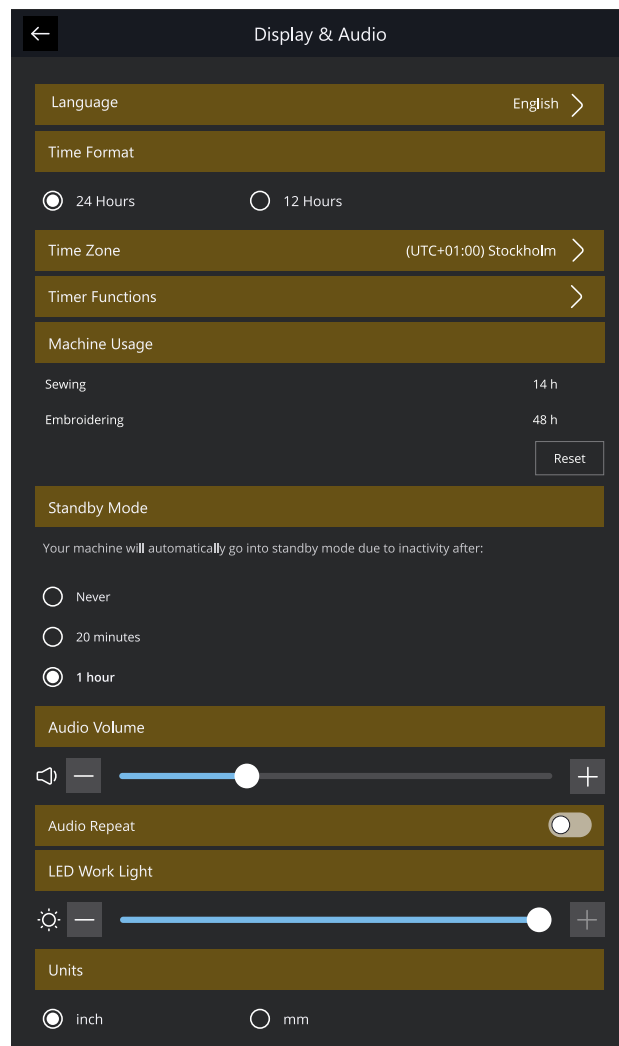 Display & Audio
Language English
Time Format
24 Hours 12 Hours
Time Zone (UTC+01:00) Stockholm
Timer Functions
Machine Usage
Sewing 14 h
Embroidering 48 h
Reset
Standby Mode
Your machine will automatically go into standby mode due to inactivity after:
Never
20 minutes
1 hour
Audio Volume
Audio Repeat
LED Work Light
Units
inch mm